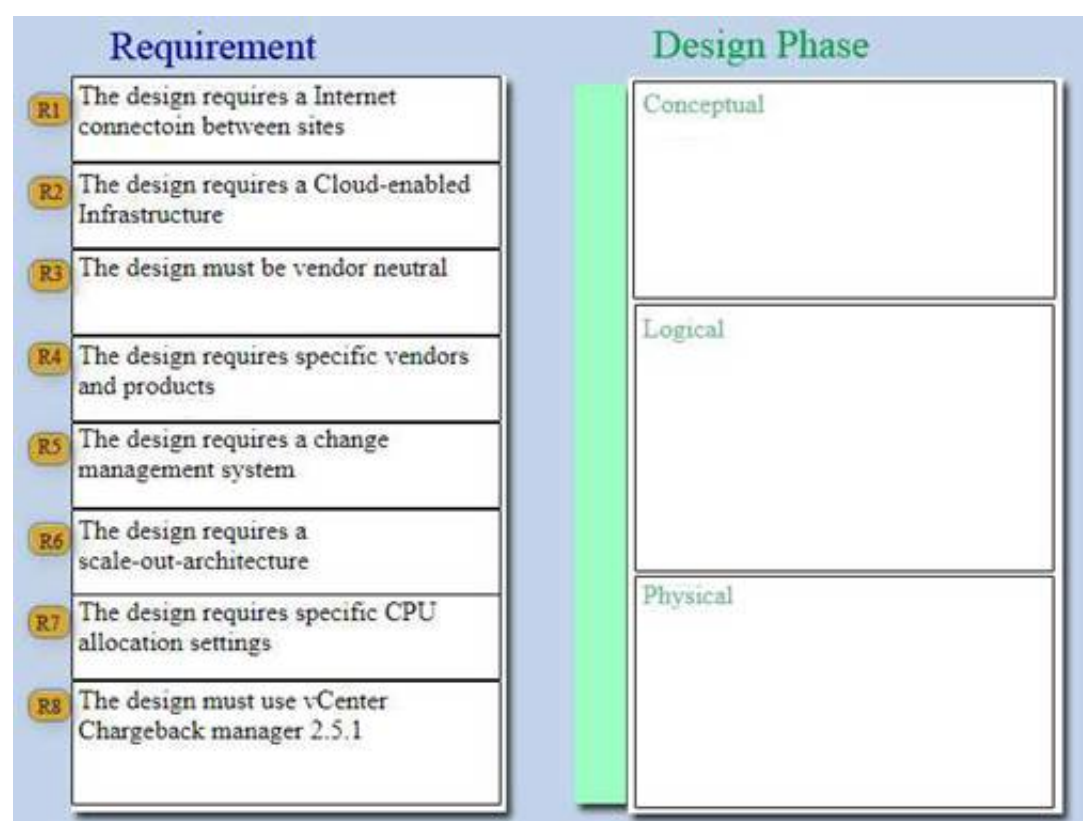 Requirement
Design Phase
R1
The design requires a Internet
connectoin between sites
R2
The design requires a Cloud-enabled
Infrastructure
R3
The design must be vendor neutral
R4
The design requires specific vendors
and products
R5
The design requires a change
management system
R6
The design requires a
scale-out-architecture
R7
The design requires specific CPU
allocation settings
R8
The design must use vCenter
Chargeback manager 2.5.1
Conceptual
Logical
Physical